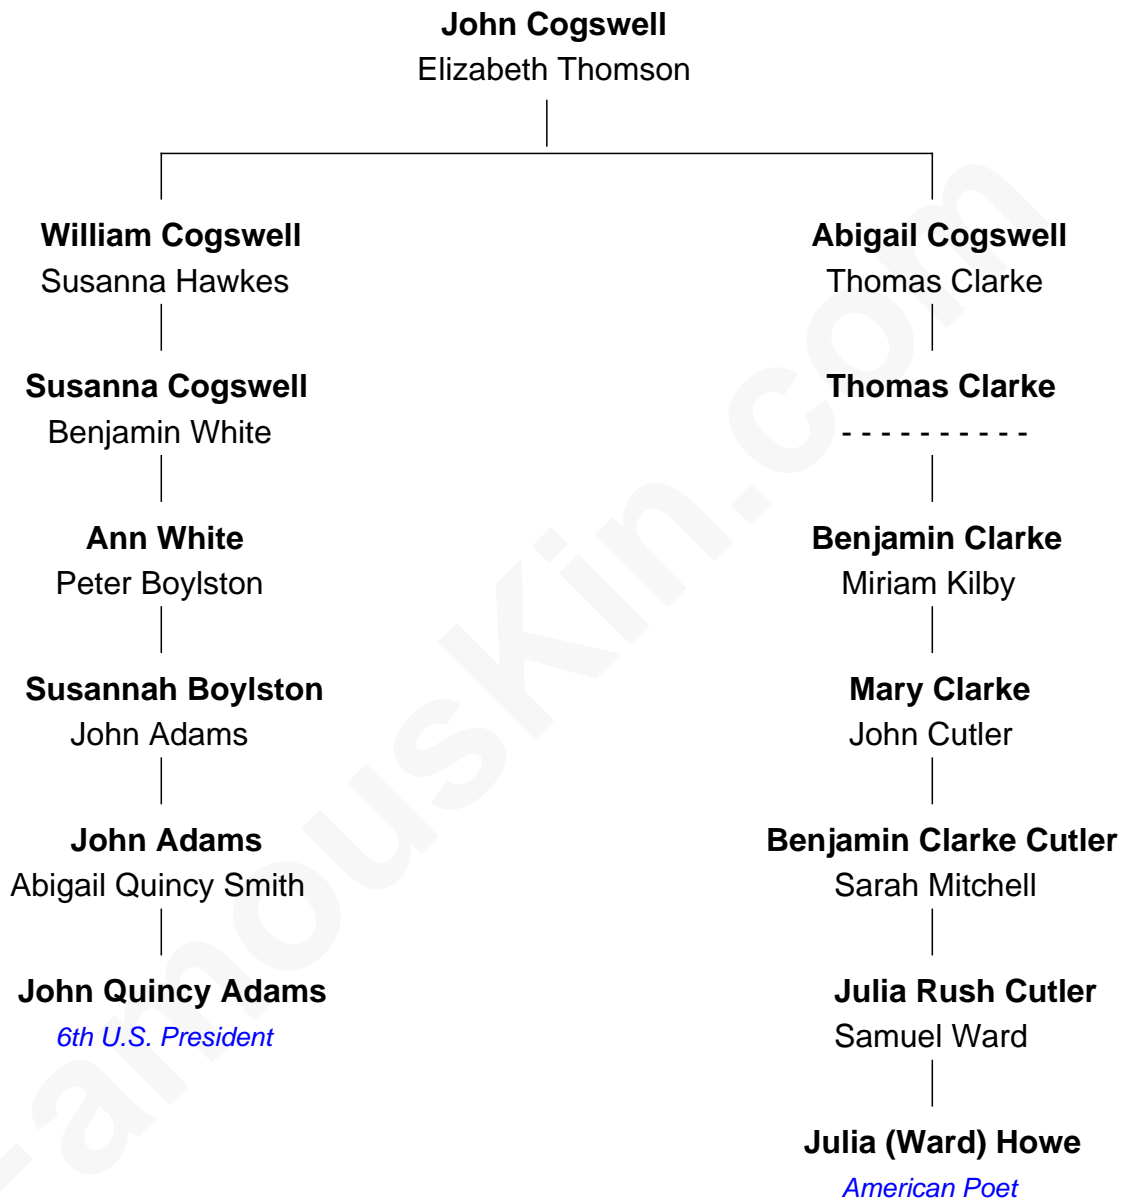 John Cogswell
Elizabeth Thomson
William Cogswell
Susanna Hawkes
Abigail Cogswell
Thomas Clarke
Susanna Cogswell
Benjamin White
Thomas Clarke
- - - - - - - - - -
Ann White
Peter Boylston
Benjamin Clarke
Miriam Kilby
Susannah Boylston
John Adams
Mary Clarke
John Cutler
John Adams
Abigail Quincy Smith
Benjamin Clarke Cutler
Sarah Mitchell
John Quincy Adams
6th U.S. President
Julia Rush Cutler
Samuel Ward
Julia (Ward) Howe
American Poet
FamousKin.com